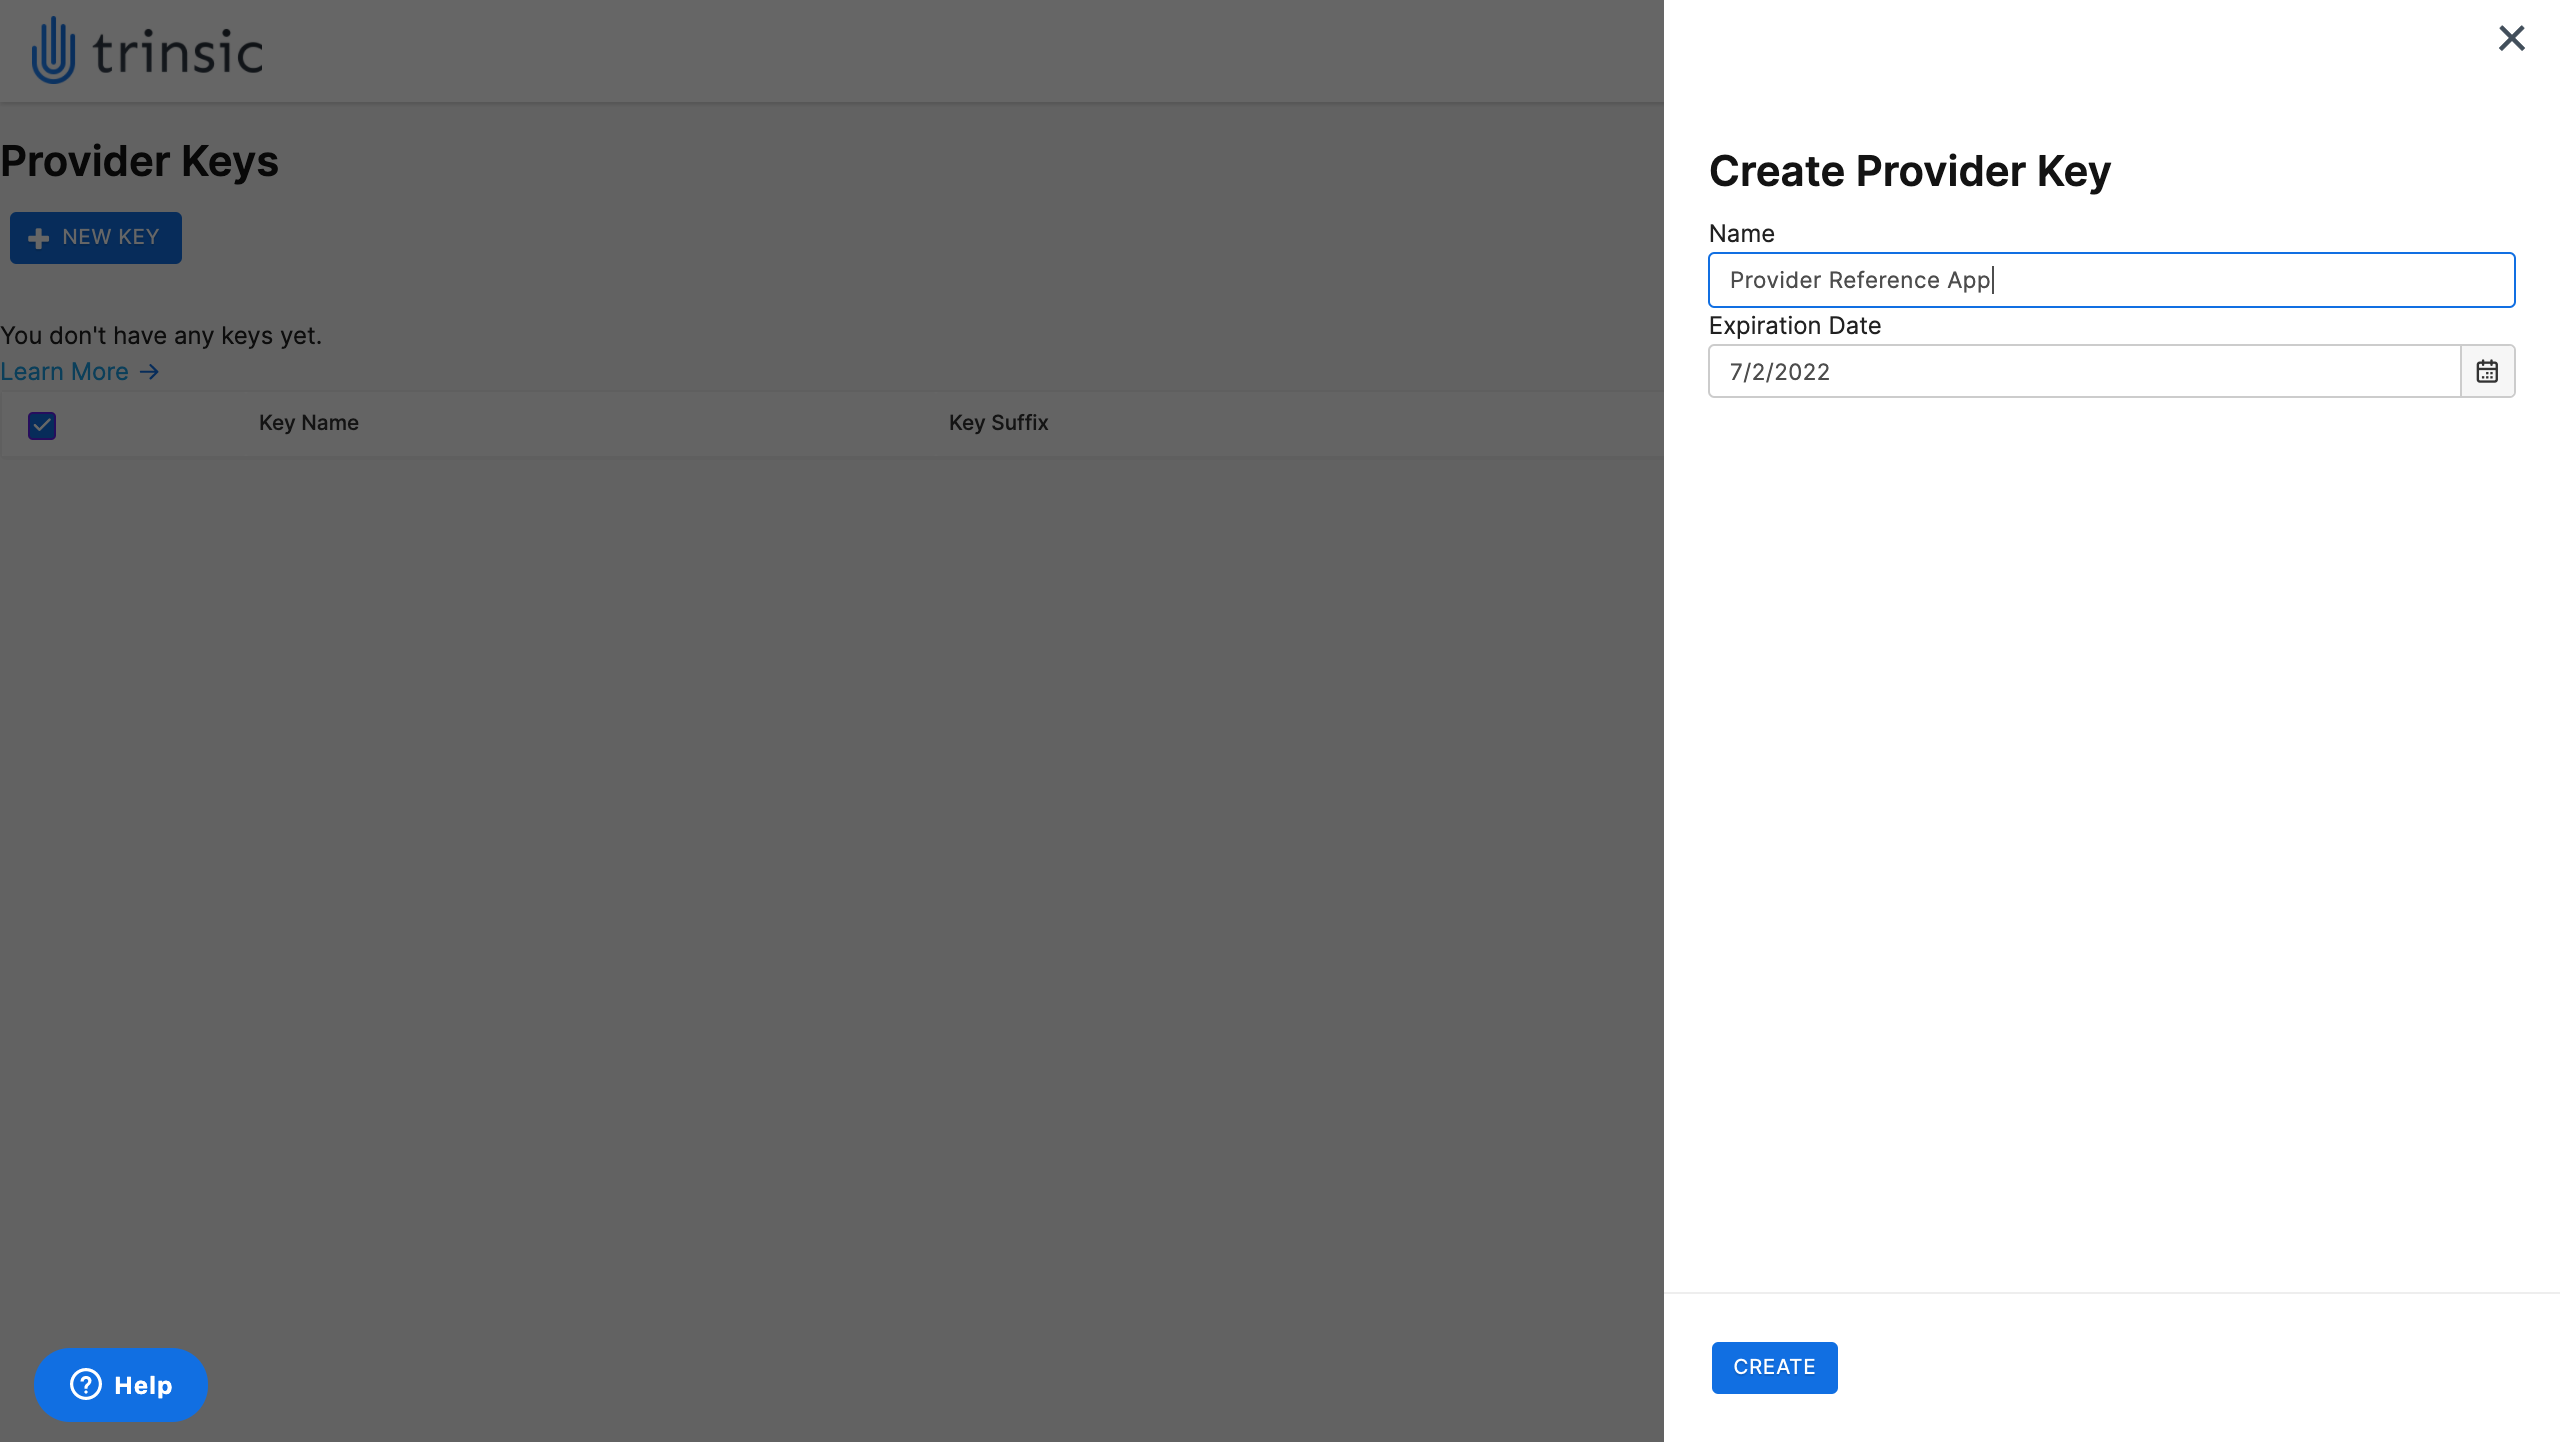 trinsic
Provider Keys
NEW KEY
You don't have any keys yet.
Learn More →
Key Name
Key Suffix
Help
Create Provider Key
Name
Provider Reference App
Expiration Date
7/2/2022
CREATE